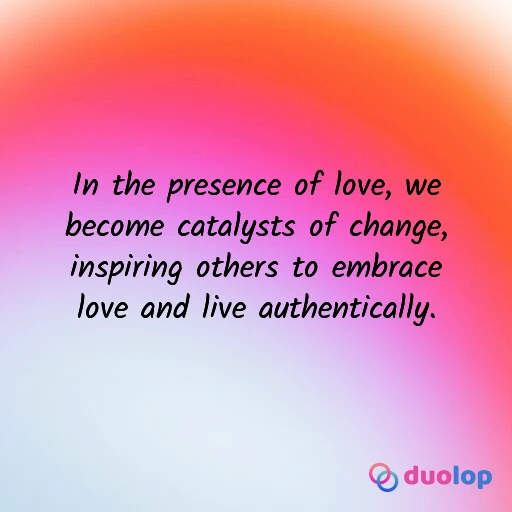 In the presence of love, we
become catalysts of change,
inspiring others to embrace
love and live authentically.
duolop